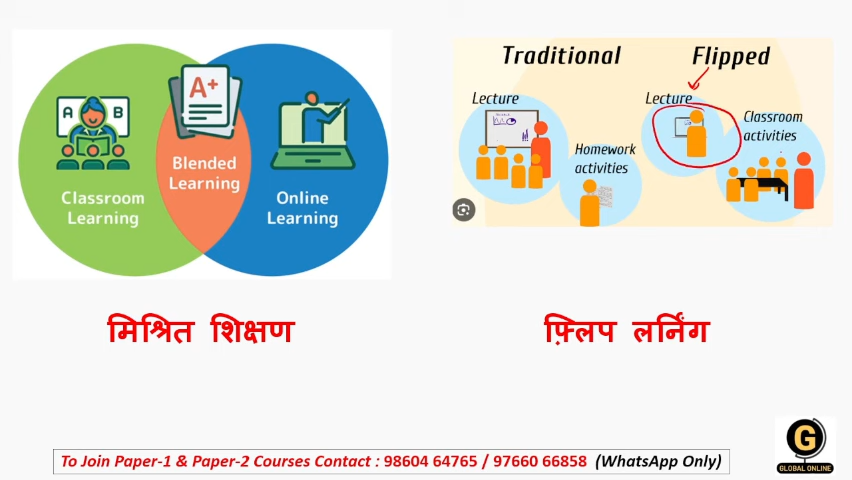 A B
A+
Blended
Learning
Classroom
Learning
Online
Learning
Traditional
Flipped
Lecture
Homework
activities
Lecture
Classroom
activities
मिश्रित शिक्षण
फ़्लिप लर्निंग
G
GLOBAL ONLINE
To Join Paper-1 & Paper-2 Courses Contact : 98604 64765 / 97660 66858 (WhatsApp Only)